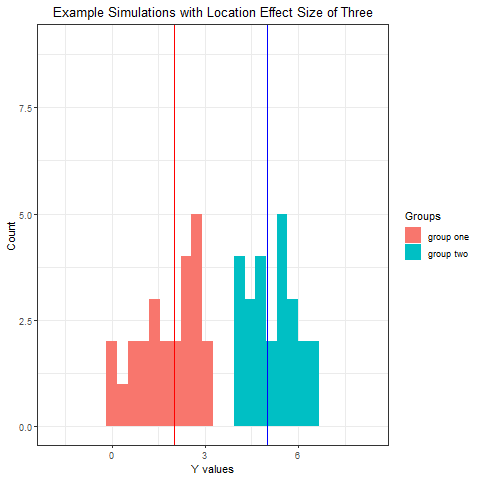 Example Simulations with Location Effect Size of Three
7.5
5.0
2.5
0.0
Count
0 3 6
Y values
Groups
group one
group two